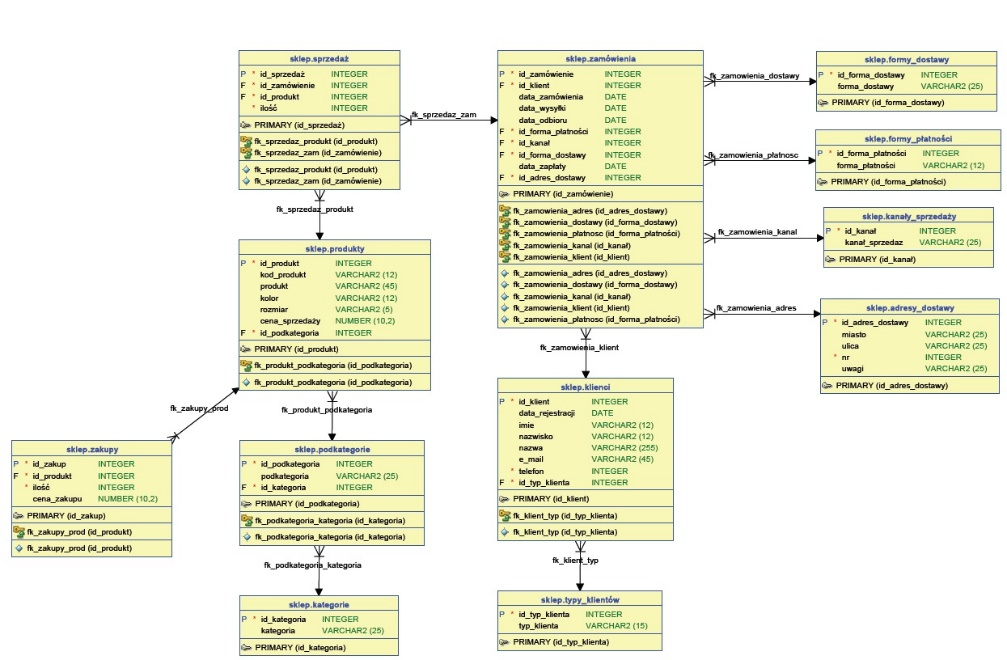 sklep.sprzedaż
P * id_sprzedaż INTEGER
F * id_zamówienie INTEGER
F * id_produkt INTEGER
* ilość INTEGER
PRIMARY (id_sprzedaż)
fk_sprzedaz_produkt (id_produkt)
fk_sprzedaz_zam (id_zamówienie)
fk_sprzedaz_produkt (id_produkt)
fk_sprzedaz_zam (id_zamówienie)
fk_sprzedaz_zam
fk_sprzedaz_produkt
sklep.zamówienia
P * id_zamówienie INTEGER
F * id_klient INTEGER
data_zamówienia DATE
data_wysyłki DATE
data_odbioru DATE
F * id_forma_płatności INTEGER
F * id_kanał INTEGER
F * id_forma_dostawy INTEGER
data_zapłaty DATE
F * id_adres_dostawy INTEGER
PRIMARY (id_zamówienie)
fk_zamowienia_adres (id_adres_dostawy)
fk_zamowienia_dostawy (id_forma_dostawy)
fk_zamowienia_płatnosc (id_forma_płatności)
fk_zamowienia_kanal (id_kanał)
fk_zamowienia_klient (id_klient)
fk_zamowienia_adres (id_adres_dostawy)
fk_zamowienia_dostawy (id_forma_dostawy)
fk_zamowienia_kanal (id_kanał)
fk_zamowienia_klient (id_klient)
fk_zamowienia_płatnosc (id_forma_płatności)
fk_zamowienia_dostawy
fk_zamowienia_płatnosc
fk_zamowienia_kanal
fk_zamowienia_adres
fk_zamowienia_klient
sklep.formy_dostawy
P * id_forma_dostawy INTEGER
forma_dostawy VARCHAR2 (25)
PRIMARY (id_forma_dostawy)
sklep.formy_płatności
P * id_forma_płatności INTEGER
forma_płatności VARCHAR2 (12)
PRIMARY (id_forma_płatności)
sklep.kanały_sprzedaży
P * id_kanał INTEGER
kanał_sprzedaz VARCHAR2 (25)
PRIMARY (id_kanał)
sklep.adresy_dostawy
P * id_adres_dostawy INTEGER
miasto VARCHAR2 (25)
ulica VARCHAR2 (25)
* nr INTEGER
uwagi VARCHAR2 (25)
PRIMARY (id_adres_dostawy)
sklep.produkty
P * id_produkt INTEGER
kod_produkt VARCHAR2 (12)
produkt VARCHAR2 (45)
kolor VARCHAR2 (12)
rozmiar VARCHAR2 (5)
cena_sprzedaży NUMBER (10,2)
F * id_podkategoria INTEGER
PRIMARY (id_produkt)
fk_produkt_podkategoria (id_podkategoria)
fk_produkt_podkategoria (id_podkategoria)
fk_zakupy_prod
fk_produkt_podkategoria
sklep.klienci
P * id_klient INTEGER
data_rejestracji DATE
imie VARCHAR2 (12)
nazwisko VARCHAR2 (12)
nazwa VARCHAR2 (255)
e_mail VARCHAR2 (45)
* telefon INTEGER
F * id_typ_klienta INTEGER
PRIMARY (id_klient)
fk_klient_typ (id_typ_klienta)
fk_klient_typ (id_typ_klienta)
fk_klient_typ
sklep.zakupy
P * id_zakup INTEGER
F * id_produkt INTEGER
* ilość INTEGER
cena_zakupu NUMBER (10,2)
PRIMARY (id_zakup)
fk_zakupy_prod (id_produkt)
fk_zakupy_prod (id_produkt)
sklep.podkategorie
P * id_podkategoria INTEGER
podkategoria VARCHAR2 (25)
F * id_kategoria INTEGER
PRIMARY (id_podkategoria)
fk_podkategoria_kategoria (id_kategoria)
fk_podkategoria_kategoria (id_kategoria)
fk_podkategoria_kategoria
sklep.kategorie
P * id_kategoria INTEGER
kategoria VARCHAR2 (25)
PRIMARY (id_kategoria)
sklep.typy_klientów
P * id_typ_klienta INTEGER
typ_klienta VARCHAR2 (15)
PRIMARY (id_typ_klienta)